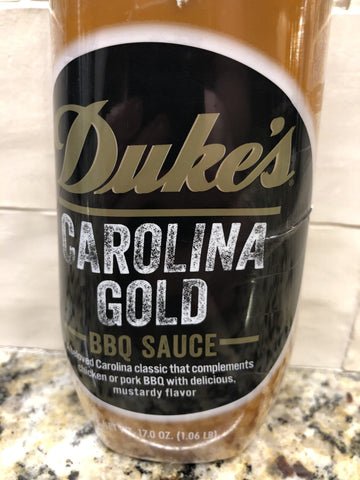 Duke's
CAROLINA
GOLD
BBQ SAUCE
Carolina classic that complements
chicken or pork BBQ with delicious,
mustardy flavor
WT. 17.0 OZ. (1.06 LB)